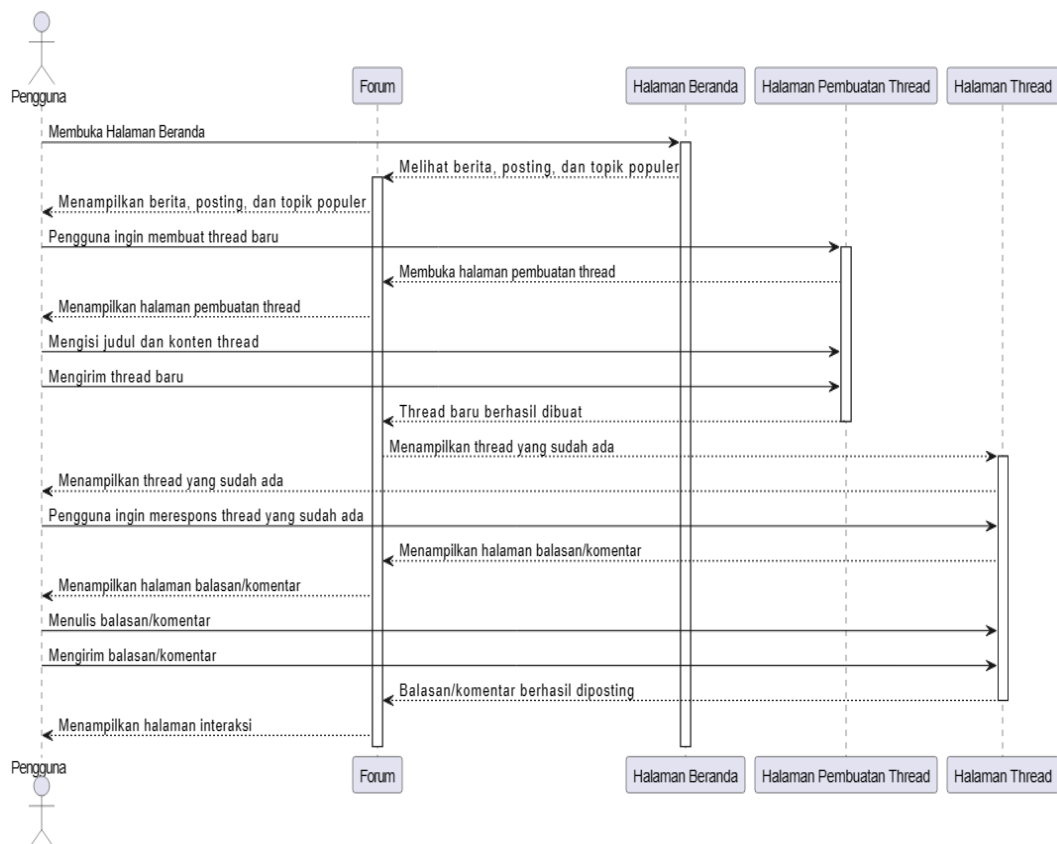 Pengguna
Forum
Halaman Beranda
Halaman Pembuatan Thread
Halaman Thread
Membuka Halaman Beranda
Melihat berita, posting, dan topik populer
Menampilkan berita, posting, dan topik populer
Pengguna ingin membuat thread baru
Membuka halaman pembuatan thread
Menampilkan halaman pembuatan thread
Mengisi judul dan konten thread
Mengirim thread baru
Thread baru berhasil dibuat
Menampilkan thread yang sudah ada
Menampilkan thread yang sudah ada
Pengguna ingin merespons thread yang sudah ada
Menampilkan halaman balasan/komentar
Menampilkan halaman balasan/komentar
Menulis balasan/komentar
Mengirim balasan/komentar
Balasan/komentar berhasil diposting
Menampilkan halaman interaksi
Pengguna
Forum
Halaman Beranda
Halaman Pembuatan Thread
Halaman Thread